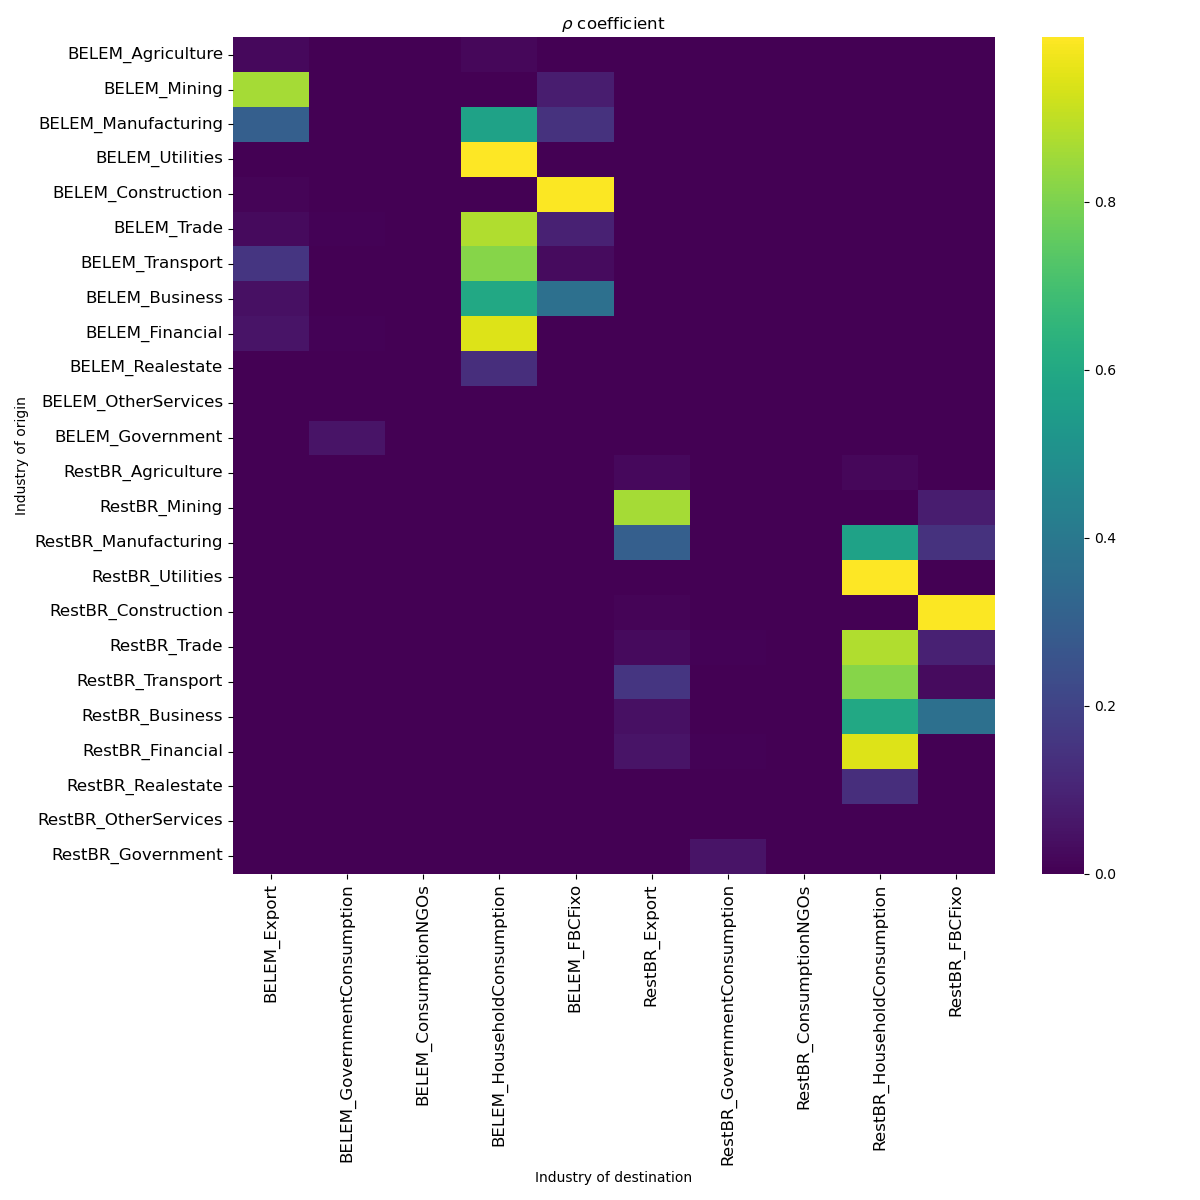 ρ coefficient
BELEM_Agriculture
BELEM_Mining
BELEM_Manufacturing
BELEM_Utilities
BELEM_Construction
BELEM_Trade
BELEM_Transport
BELEM_Business
BELEM_Financial
BELEM_Realestate
BELEM_OtherServices
BELEM_Government
RestBR_Agriculture
RestBR_Mining
RestBR_Manufacturing
RestBR_Utilities
RestBR_Construction
RestBR_Trade
RestBR_Transport
RestBR_Business
RestBR_Financial
RestBR_Realestate
RestBR_OtherServices
RestBR_Government
Industry of origin
BELEM_Export
BELEM_GovernmentConsumption
BELEM_ConsumptionNGOs
BELEM_HouseholdConsumption
BELEM_FBCFixo
RestBR_Export
RestBR_GovernmentConsumption
RestBR_ConsumptionNGOs
RestBR_HouseholdConsumption
RestBR_FBCFixo
Industry of destination
0.8
0.6
0.4
0.2
0.0